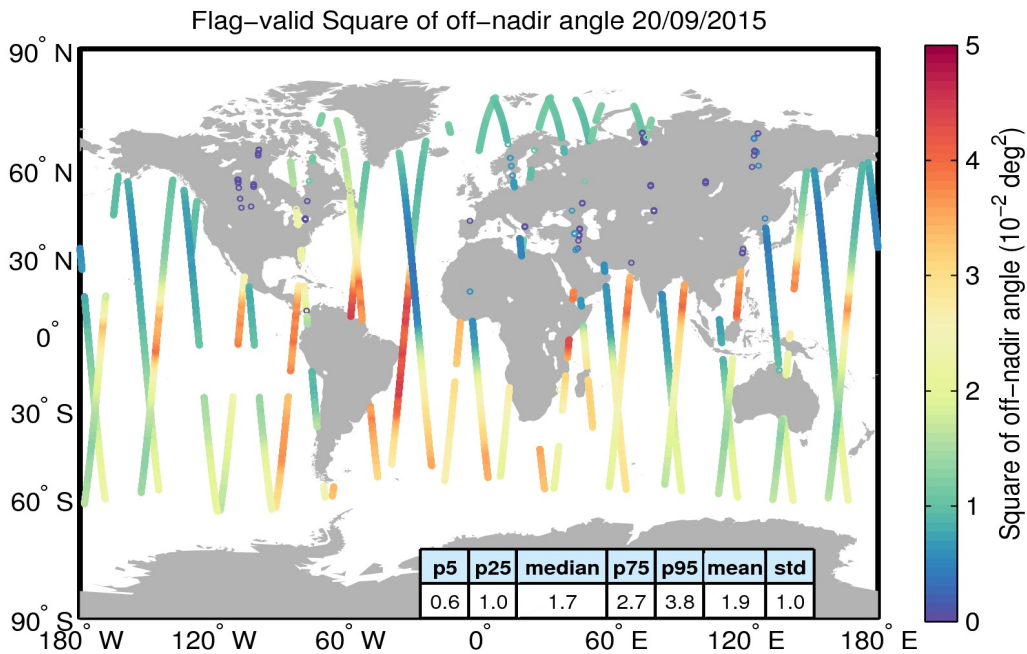 Flag−valid Square of off−nadir angle 20/09/2015
90° N
60° N
30° N
0°
30° S
60° S
90° S
180° W
120° W
60° W
0°
60° E
120° E
180° E
p5 p25 median p75 p95 mean std
0.6 1.0 1.7 2.7 3.8 1.9 1.0
5
4
3
2
1
0
Square of off−nadir angle (10⁻² deg²)